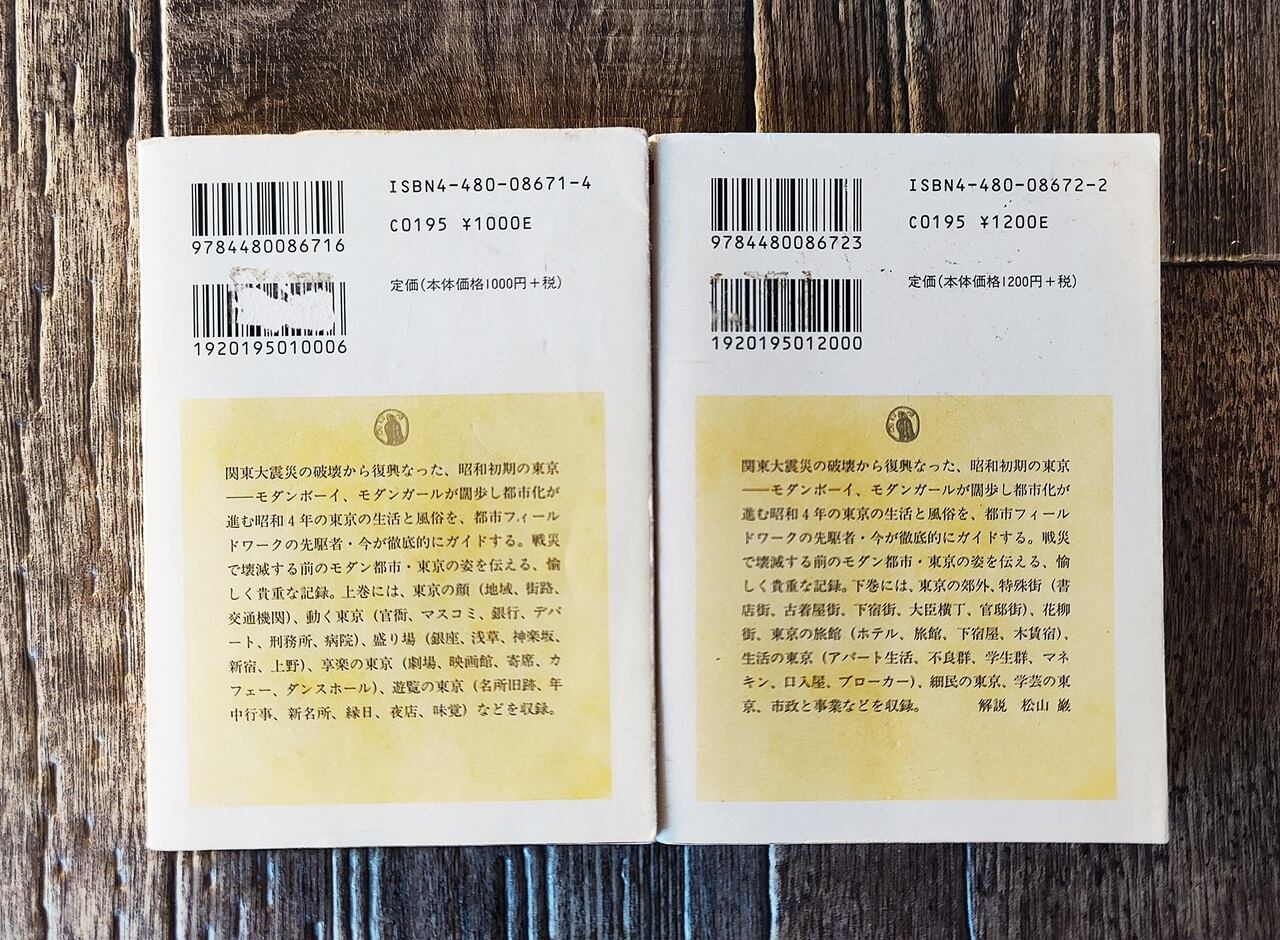 ISBN4-480-08671-4
9784480086716
C0195 ¥1000E
1920195010006
定価(本体価格1000円+税)
関東大震災の破壊から復興なった、昭和初期の東京
――モダンボーイ、モダンガールが闊歩し都市化が
進む昭和4年の東京の生活と風俗を、都市フィール
ドワークの先駆者・今が徹底的にガイドする。戦災
で壊滅する前のモダン都市・東京の姿を伝える、愉
しく貴重な記録。上巻には、東京の顔(地域、街路、
交通機関)、動く東京(官衙、マスコミ、銀行、デパ
ート、刑務所、病院)、盛り場(銀座、浅草、神楽坂、
新宿、上野)、享楽の東京(劇場、映画館、寄席、カ
フェー、ダンスホール)、遊覧の東京(名所旧跡、年
中行事、新名所、縁日、夜店、味覚)などを収録。
ISBN4-480-08672-2
9784480086723
C0195 ¥1200E
1920195012000
定価(本体価格1200円+税)
関東大震災の破壊から復興なった、昭和初期の東京
――モダンボーイ、モダンガールが闊歩し都市化が
進む昭和4年の東京の生活と風俗を、都市フィール
ドワークの先駆者・今が徹底的にガイドする。戦災
で壊滅する前のモダン都市・東京の姿を伝える、愉
しく貴重な記録。下巻には、東京の郊外、特殊街(書
店街、古着屋街、下宿街、大臣横丁、官邸街)、花柳
街、東京の旅館(ホテル、旅館、下宿屋、木賃宿)、
生活の東京(アパート生活、不良群、学生群、マネ
キン、口入屋、ブローカー)、細民の東京、学芸の東
京、市政と事業などを収録。 解説 松山 巖